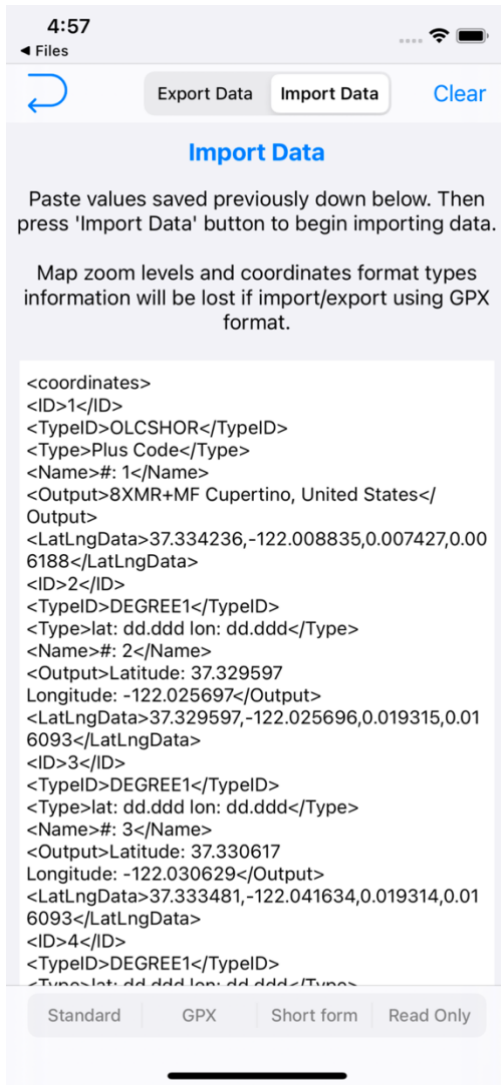 4:57
◀ Files
Export Data Import Data Clear
Import Data
Paste values saved previously down below. Then
press 'Import Data' button to begin importing data.
Map zoom levels and coordinates format types
information will be lost if import/export using GPX
format.
<coordinates>
<ID>1</ID>
<TypeID>OLCSHOR</TypeID>
<Type>Plus Code</Type>
<Name>#: 1</Name>
<Output>8XMR+MF Cupertino, United States</
Output>
<LatLngData>37.334236,-122.008835,0.007427,0.00
6188</LatLngData>
<ID>2</ID>
<TypeID>DEGREE1</TypeID>
<Type>lat: dd.ddd lon: dd.ddd</Type>
<Name>#: 2</Name>
<Output>Latitude: 37.329597
Longitude: -122.025697</Output>
<LatLngData>37.329597,-122.025696,0.019315,0.01
6093</LatLngData>
<ID>3</ID>
<TypeID>DEGREE1</TypeID>
<Type>lat: dd.ddd lon: dd.ddd</Type>
<Name>#: 3</Name>
<Output>Latitude: 37.330617
Longitude: -122.030629</Output>
<LatLngData>37.333481,-122.041634,0.019314,0.01
6093</LatLngData>
<ID>4</ID>
<TypeID>DEGREE1</TypeID>
<Type>lat: dd.ddd lon: dd.ddd</Type>
Standard GPX Short form Read Only